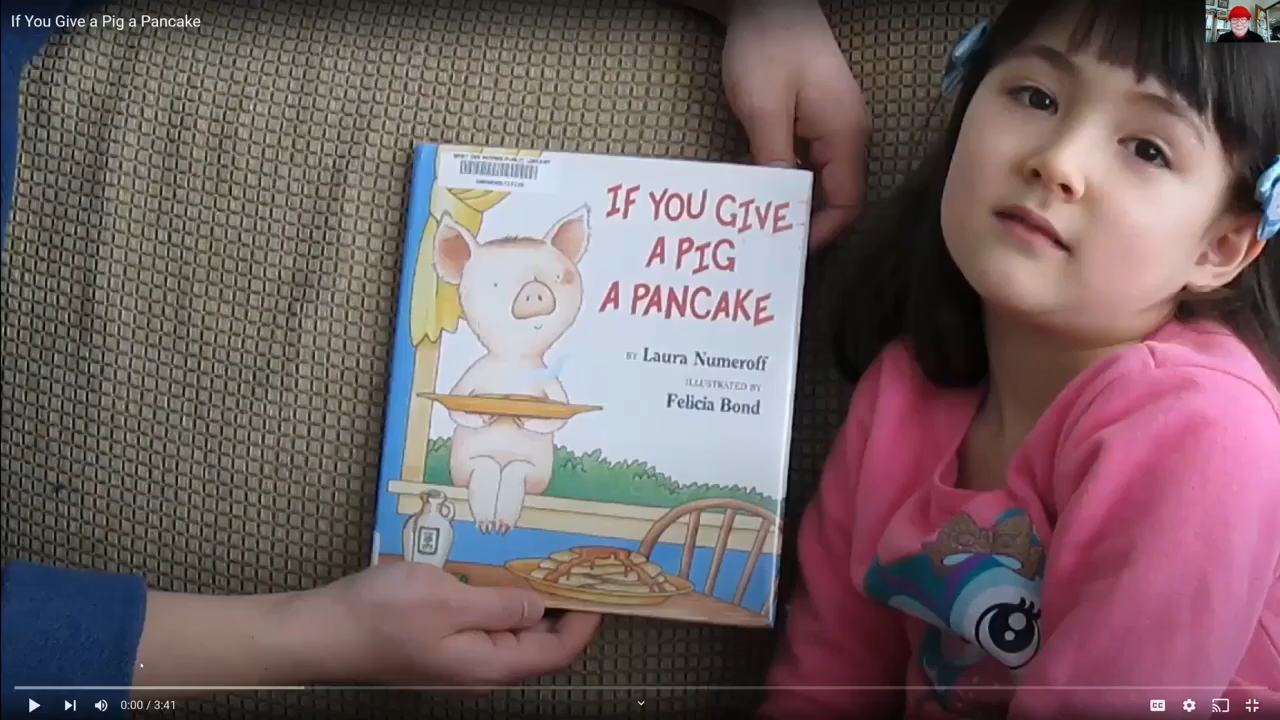 If You Give a Pig a Pancake
IF YOU GIVE
A PIG
A PANCAKE
BY Laura Numeroff
ILLUSTRATED BY
Felicia Bond
0:00 / 3:41
CC